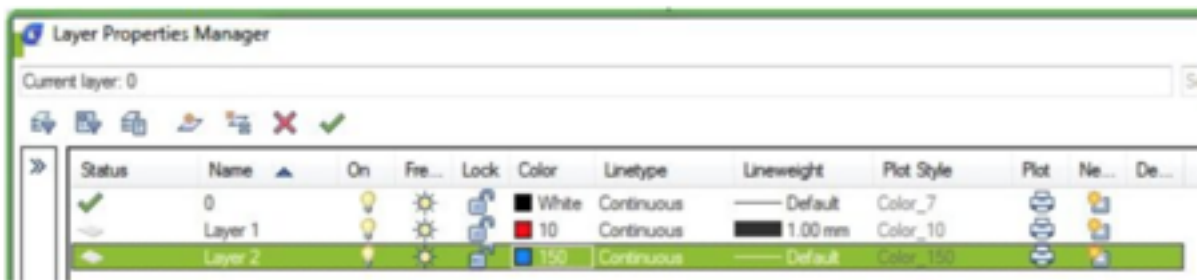 Layer Properties Manager
Current layer: 0
Status Name On Fre... Lock Color Linetype Lineweight Plot Style Plot Ne... De...
0 White Continuous Default Color_7
Layer 1 10 Continuous 1.00 mm Color_10
Layer 2 150 Continuous Default Color_150